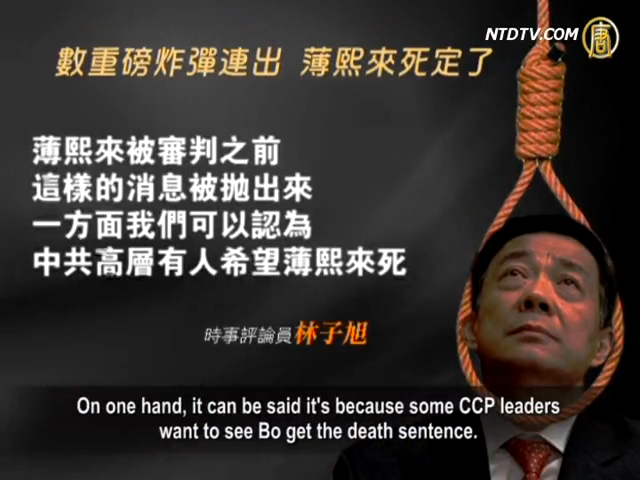 NTDTV.COM
唐
數重磅炸彈連出 薄熙來死定了
薄熙來被審判之前
這樣的消息被拋出來
一方面我們可以認為
中共高層有人希望薄熙來死
時事評論員林子旭
On one hand, it can be said it's because some CCP leaders
want to see Bo get the death sentence.